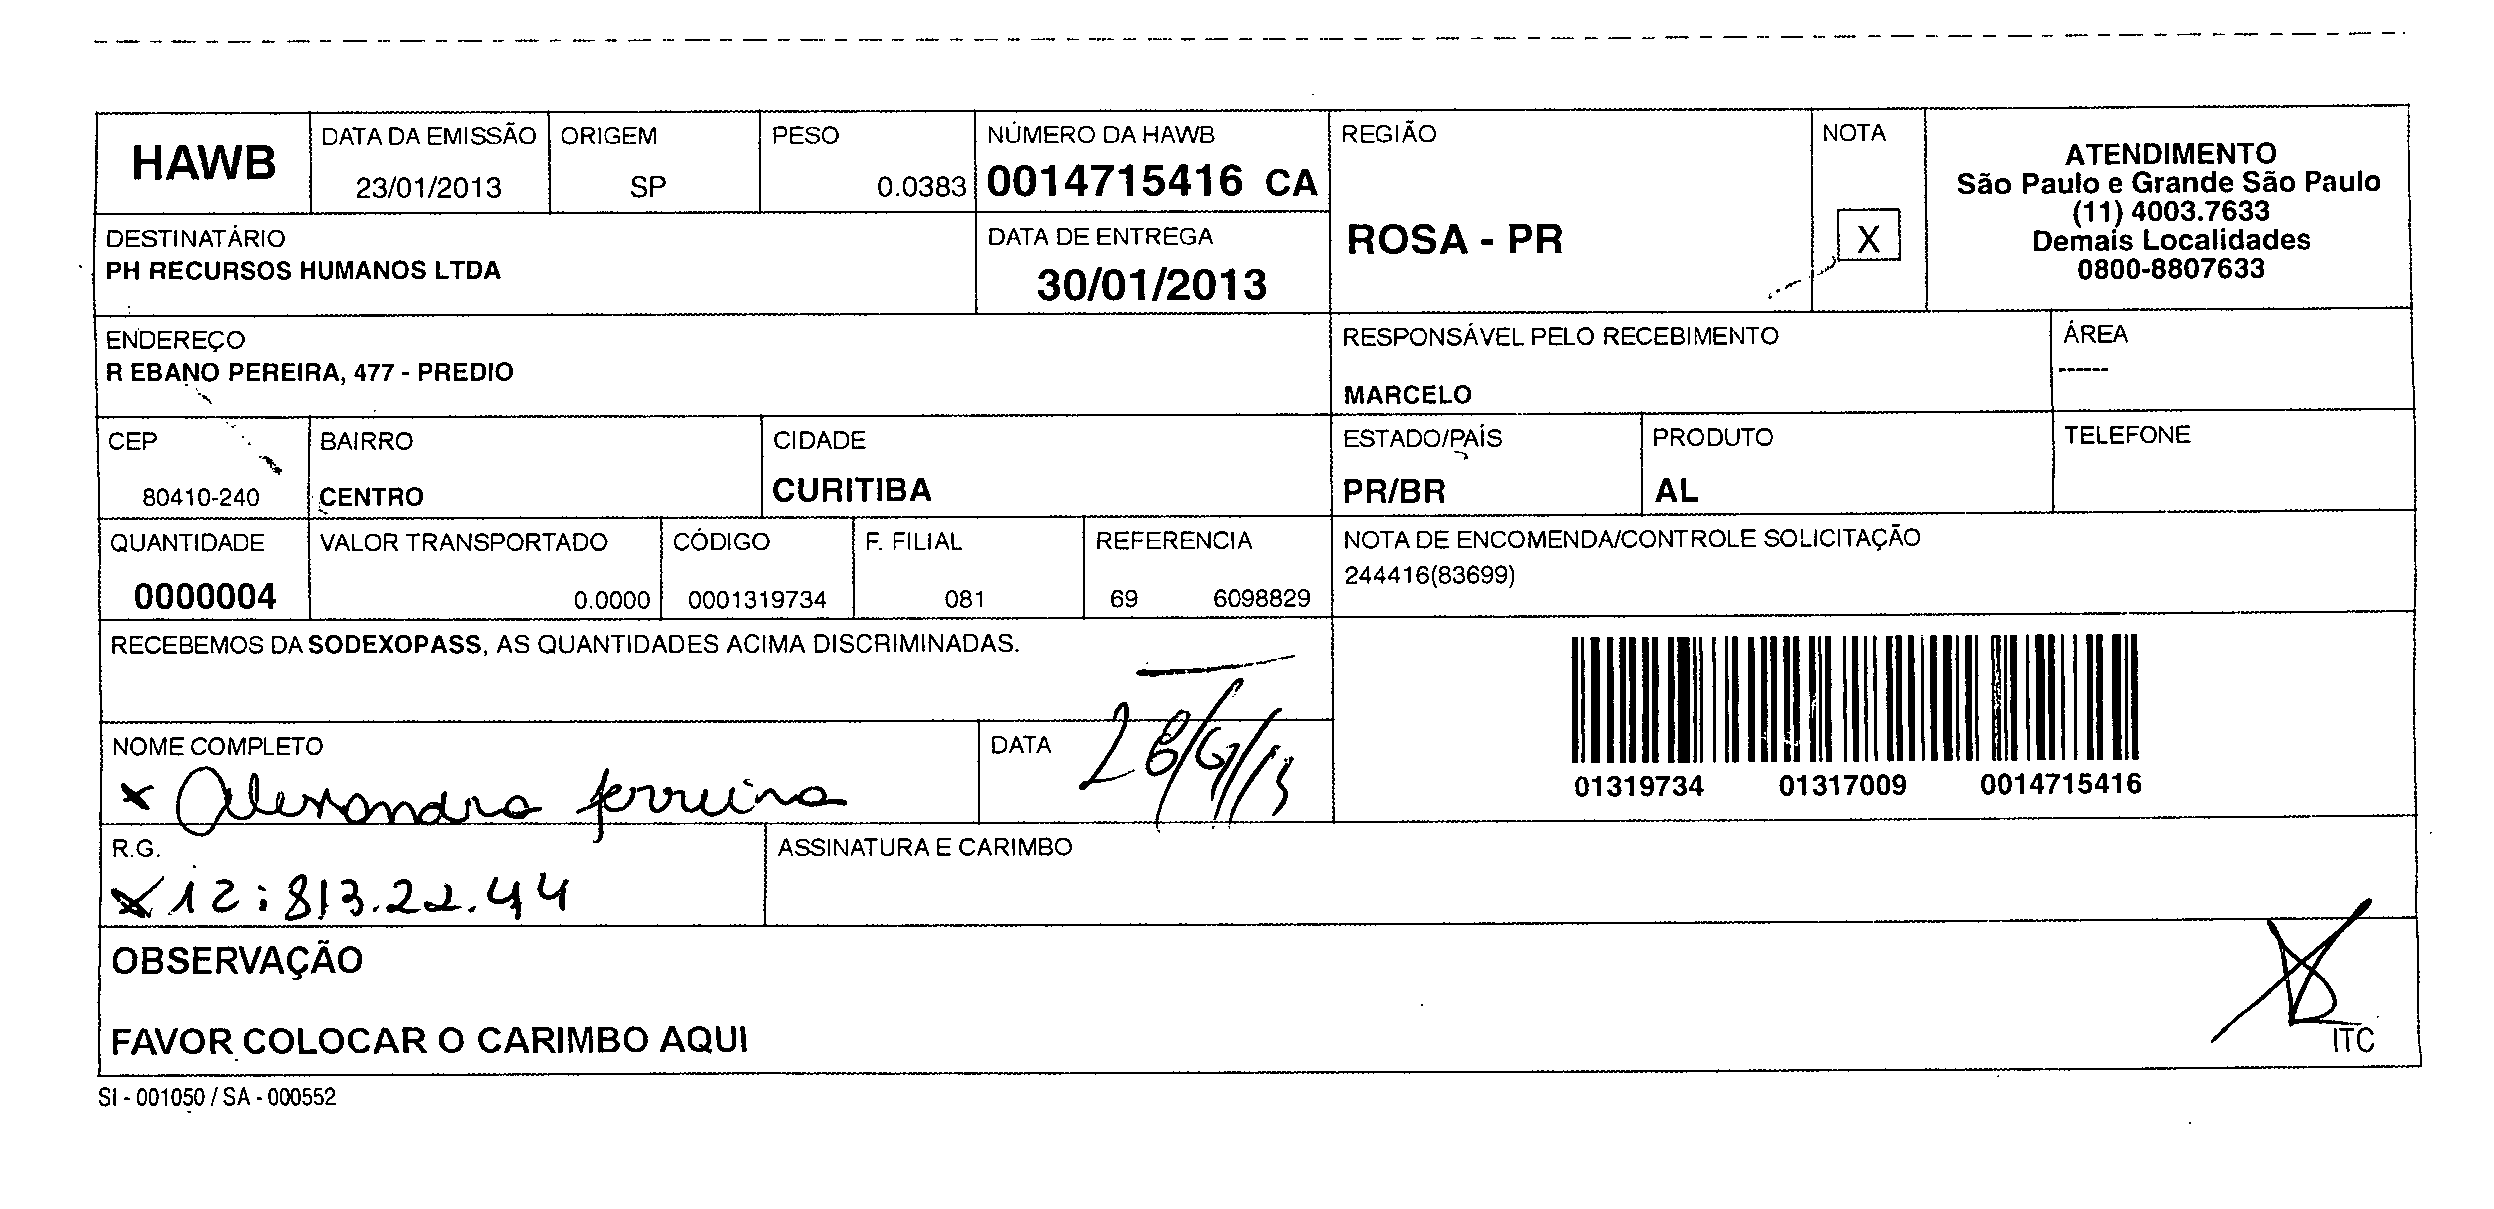 HAWB
DATA DA EMISSÃO
23/01/2013
ORIGEM
SP
PESO
0.0383
NÚMERO DA HAWB
0014715416 CA
REGIÃO
ROSA - PR
NOTA
X
ATENDIMENTO
São Paulo e Grande São Paulo
(11) 4003.7633
Demais Localidades
0800-8807633
DESTINATÁRIO
PH RECURSOS HUMANOS LTDA
DATA DE ENTREGA
30/01/2013
ENDEREÇO
R EBANO PEREIRA, 477 - PREDIO
RESPONSÁVEL PELO RECEBIMENTO
MARCELO
ÁREA
------
CEP
80410-240
BAIRRO
CENTRO
CIDADE
CURITIBA
ESTADO/PAÍS
PR/BR
PRODUTO
AL
TELEFONE
QUANTIDADE
0000004
VALOR TRANSPORTADO
0.0000
CÓDIGO
0001319734
F. FILIAL
081
REFERENCIA
69 6098829
NOTA DE ENCOMENDA/CONTROLE SOLICITAÇÃO
244416(83699)
RECEBEMOS DA SODEXOPASS, AS QUANTIDADES ACIMA DISCRIMINADAS.
01319734 01317009 0014715416
NOME COMPLETO
x Alexandra ferreira
DATA
R.G.
x 12:813.22.44
ASSINATURA E CARIMBO
OBSERVAÇÃO
FAVOR COLOCAR O CARIMBO AQUI
ITC
SI - 001050 / SA - 000552